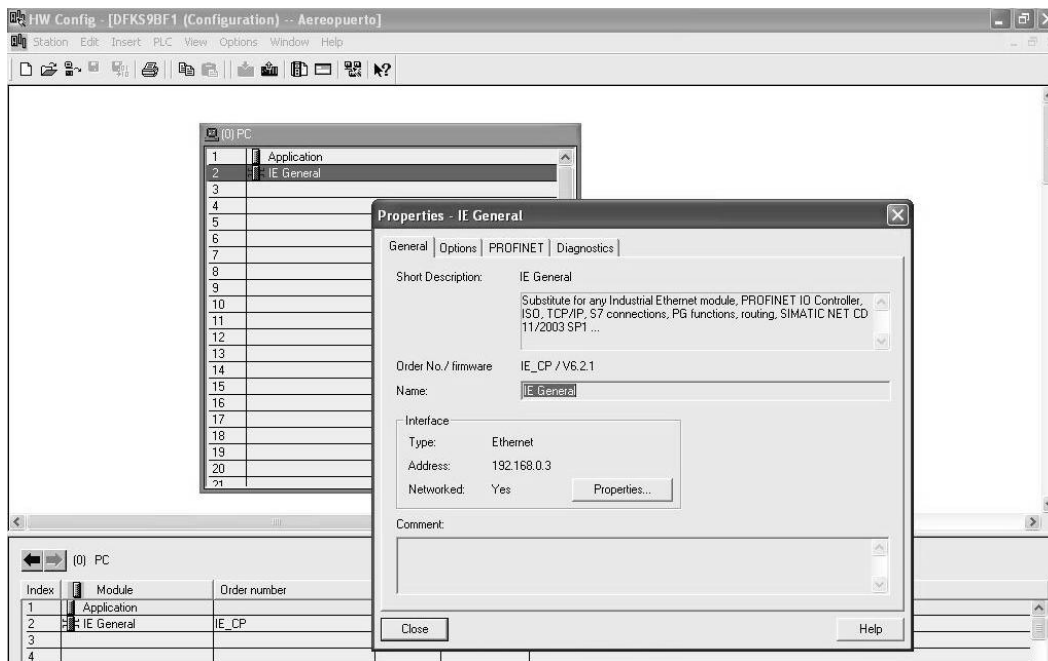 HW Config - [DFKS9BF1 (Configuration) -- Aereopuerto]
Station Edit Insert PLC View Options Window Help
(0) PC
1 Application
2 IE General
3
4
5
6
7
8
9
10
11
12
13
14
15
16
17
18
19
20
21
Properties - IE General
General Options PROFINET Diagnostics
Short Description: IE General
Substitute for any Industrial Ethernet module, PROFINET IO Controller,
ISO, TCP/IP, S7 connections, PG functions, routing, SIMATIC NET CD
11/2003 SP1 ...
Order No./ firmware IE_CP / V6.2.1
Name: IE General
Interface
Type: Ethernet
Address: 192.168.0.3
Networked: Yes Properties...
Comment:
Close Help
(0) PC
Index Module Order number
1 Application
2 IE General IE_CP
3
4